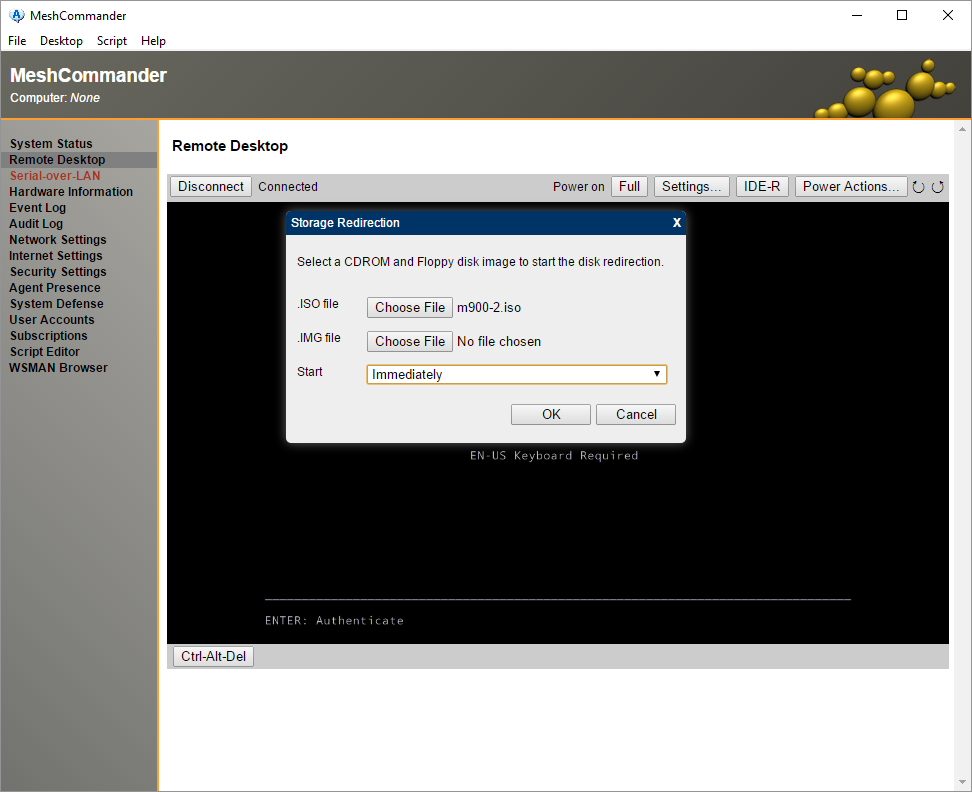 MeshCommander
File Desktop Script Help
MeshCommander
Computer: None
System Status
Remote Desktop
Serial-over-LAN
Hardware Information
Event Log
Audit Log
Network Settings
Internet Settings
Security Settings
Agent Presence
System Defense
User Accounts
Subscriptions
Script Editor
WSMAN Browser
Remote Desktop
Disconnect Connected Power on Full Settings... IDE-R Power Actions...
Storage Redirection X
Select a CDROM and Floppy disk image to start the disk redirection.
.ISO file Choose File m900-2.iso
.IMG file Choose File No file chosen
Start Immediately
OK Cancel
EN-US Keyboard Required
ENTER: Authenticate
Ctrl-Alt-Del